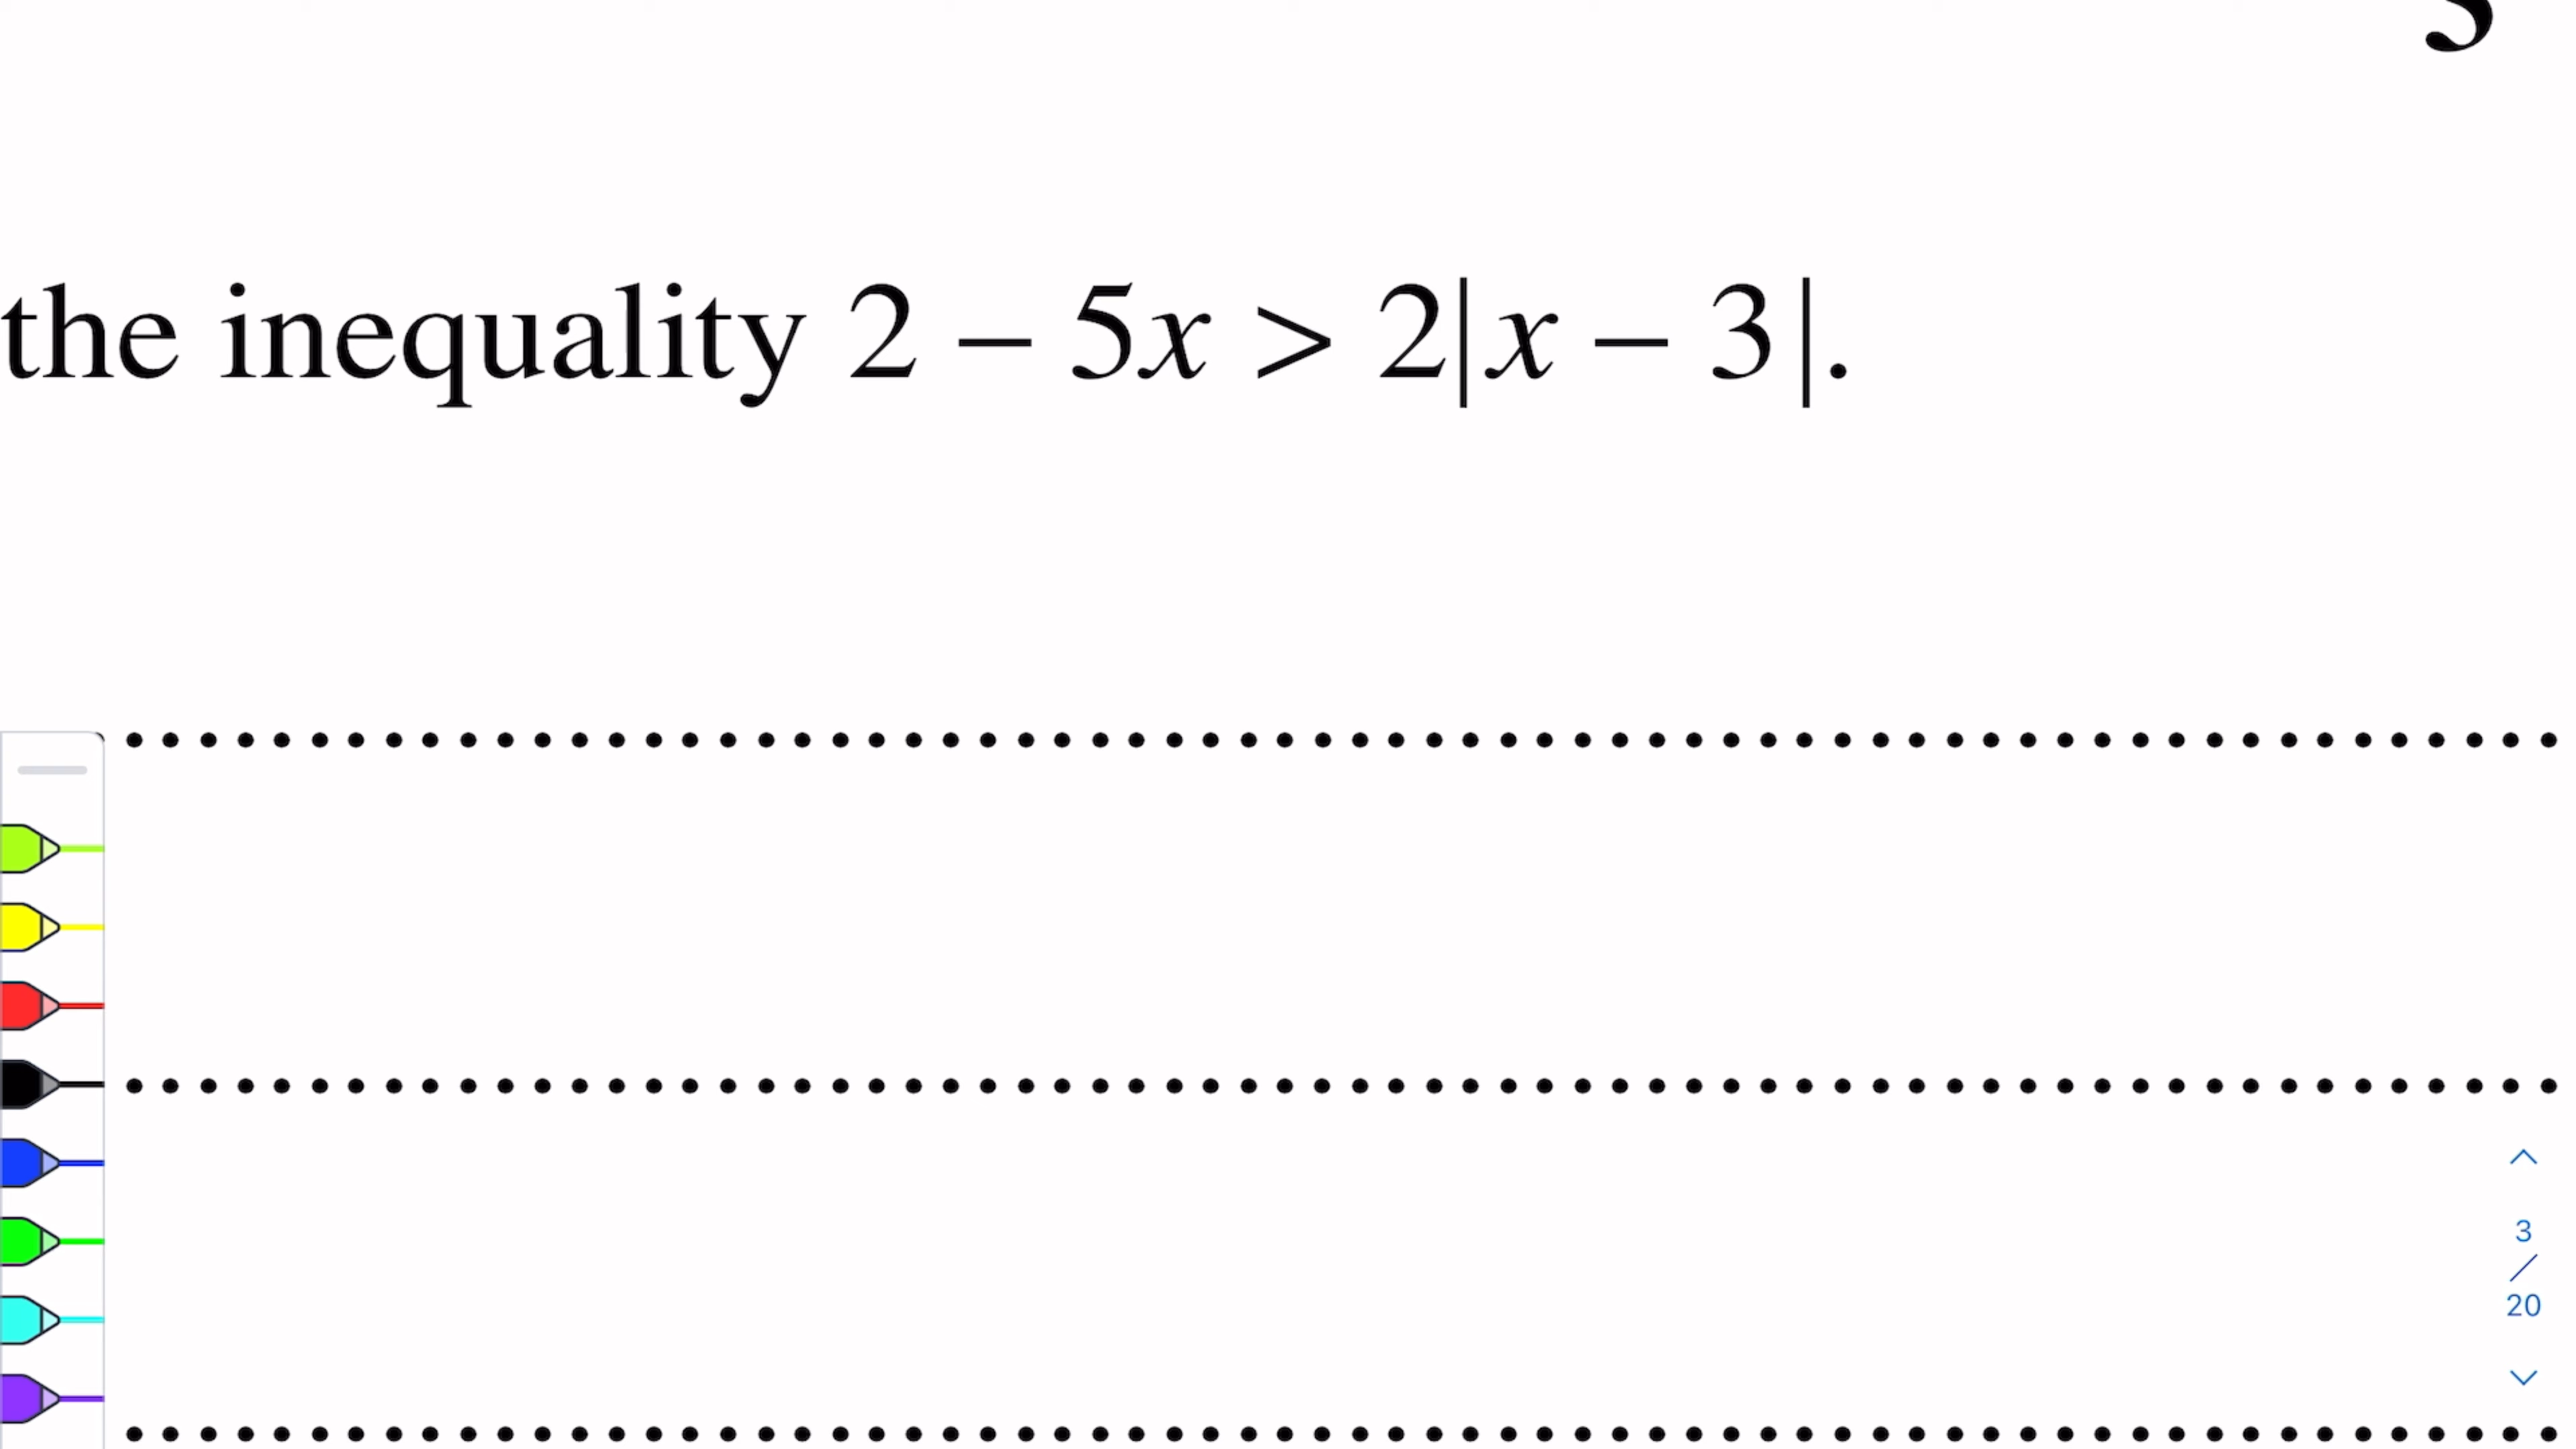 the inequality 2 − 5x > 2|x − 3|.
3
/
20